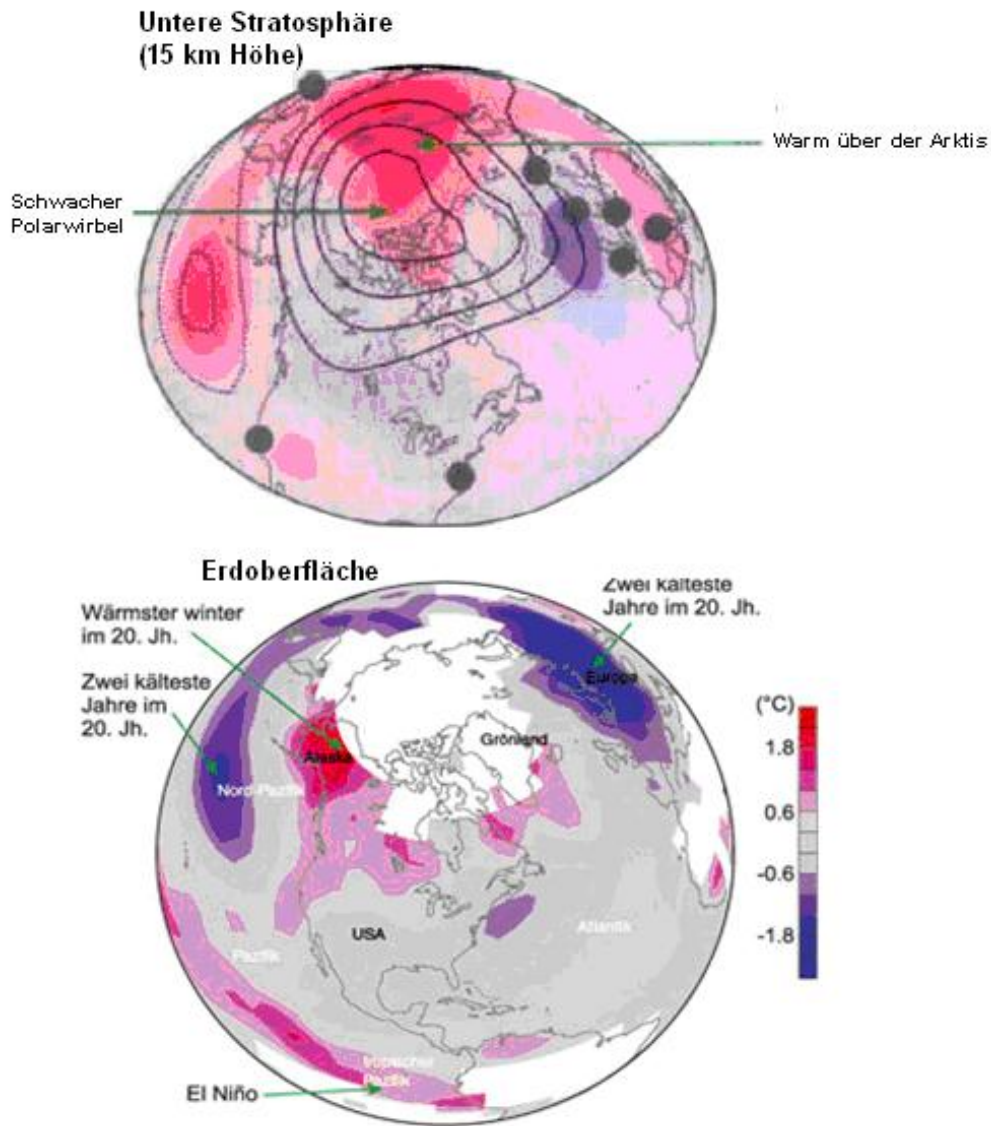 Untere Stratosphäre
(15 km Höhe)
Warm über der Arktis
Schwacher
Polarwirbel
Erdoberfläche
Wärmster winter
im 20. Jh.
Zwei kälteste
Jahre im 20. Jh.
Zwei kälteste
Jahre im
20. Jh.
Europa
(°C)
1.8
0.6
-0.6
-1.8
Grönland
Alaska
Nord-Pazifik
USA
Atlantik
Pazifik
tropischer
Pazifik
El Niño